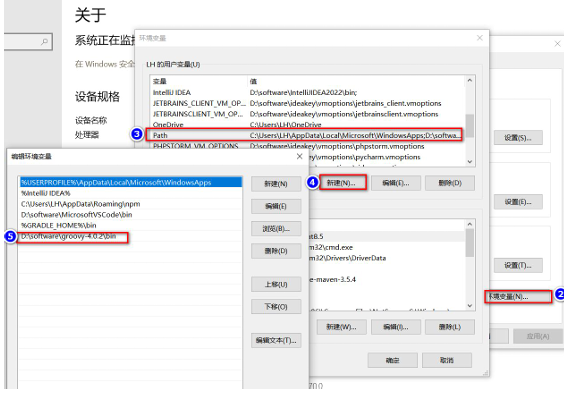 关于
系统正在监
在 Windows 安全
设备规格
设备名称
处理器
环境变量
LH 的用户变量(U)
变量 值
IntelliJ IDEA D:\software\IntelliJIDEA2022\bin;
JETBRAINS_CLIENT_VM_OP... D:\software\ideakey\vmoptions\jetbrains_client.vmoptions
JETBRAINSCLIENT_VM_OP... D:\software\ideakey\vmoptions\jetbrainsclient.vmoptions
OneDrive C:\Users\LH\OneDrive
3 Path C:\Users\LH\AppData\Local\Microsoft\WindowsApps;D:\softwa...
PHPSTORM_VM_OPTIONS D:\software\ideakey\vmoptions\phpstorm.vmoptions
ey\vmoptions\pycharm.vmoptions
4 新建(N)... 编辑(E)... 删除(D)
编辑环境变量
%USERPROFILE%\AppData\Local\Microsoft\WindowsApps
%IntelliJ IDEA%
C:\Users\LH\AppData\Roaming\npm
D:\software\MicrosoftVSCode\bin
%GRADLE_HOME%\bin
5 D:\software\groovy-4.0.2\bin
新建(N)
编辑(E)
浏览(B)...
删除(D)
上移(U)
下移(O)
编辑文本(T)...
at8.5
m32\cmd.exe
m32\Drivers\DriverData
e-maven-3.5.4
新建(W)... 编辑(I)... 删除(L)
确定 取消
设置(S)...
设置(E)...
设置(T)...
环境变量(N)... 2
应用(A)
70.0